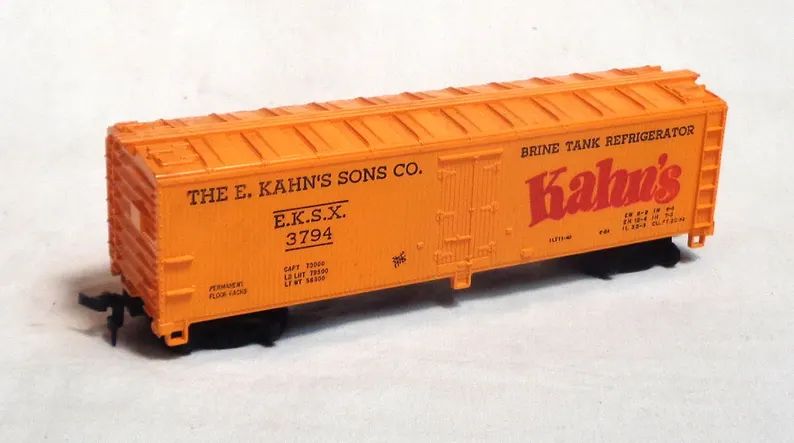 THE E. KAHN'S SONS CO.
E.K.S.X.
3794
CAPY 70000
LD LMT 79500
LT WT 56500
PERMANENT
FLOOR RACKS
BRINE TANK REFRIGERATOR
Kahn's